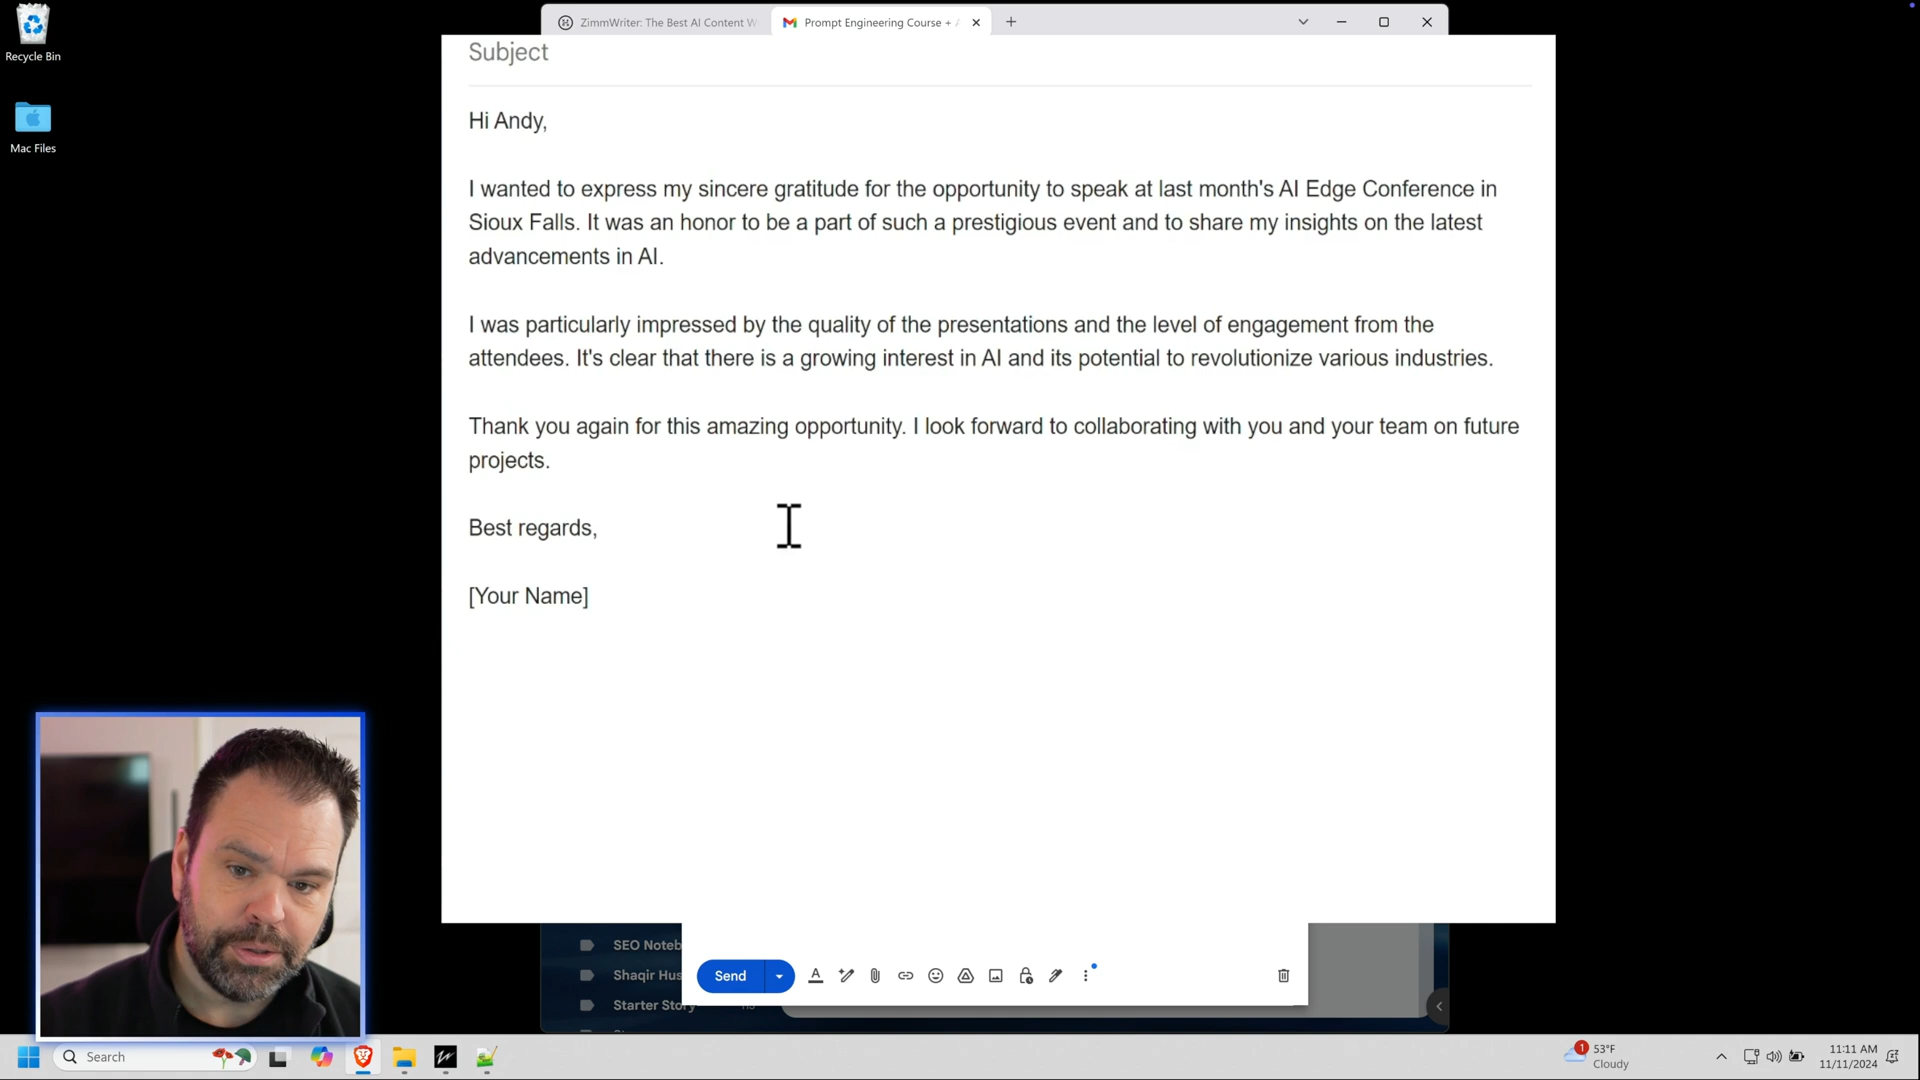 Recycle Bin
Mac Files
ZimmWriter: The Best AI Content W
Prompt Engineering Course +
Subject
Hi Andy,
I wanted to express my sincere gratitude for the opportunity to speak at last month's AI Edge Conference in
Sioux Falls. It was an honor to be a part of such a prestigious event and to share my insights on the latest
advancements in AI.
I was particularly impressed by the quality of the presentations and the level of engagement from the
attendees. It's clear that there is a growing interest in AI and its potential to revolutionize various industries.
Thank you again for this amazing opportunity. I look forward to collaborating with you and your team on future
projects.
Best regards,
[Your Name]
SEO Noteb
Shaqir Hus
Starter Story
Send
Search
1
53°F
Cloudy
11:11 AM
11/11/2024